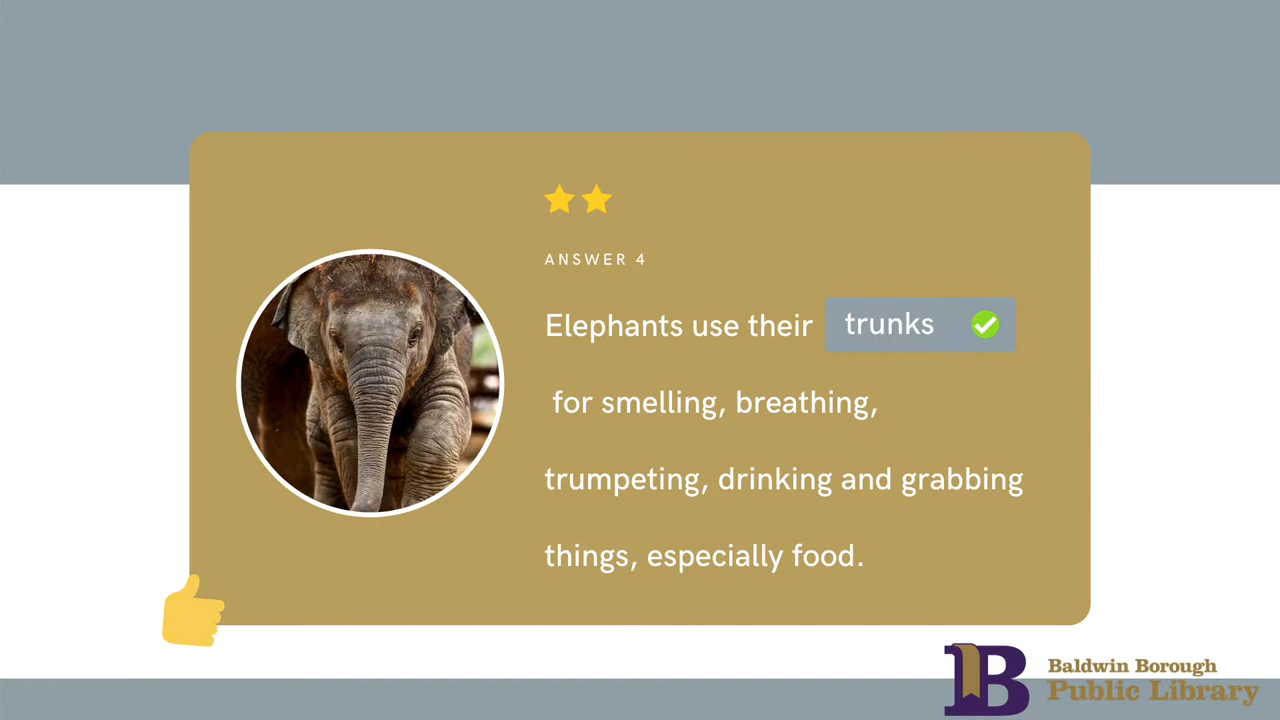 ANSWER 4
Elephants use their trunks
for smelling, breathing,
trumpeting, drinking and grabbing
things, especially food.
B
Baldwin Borough
Public Library